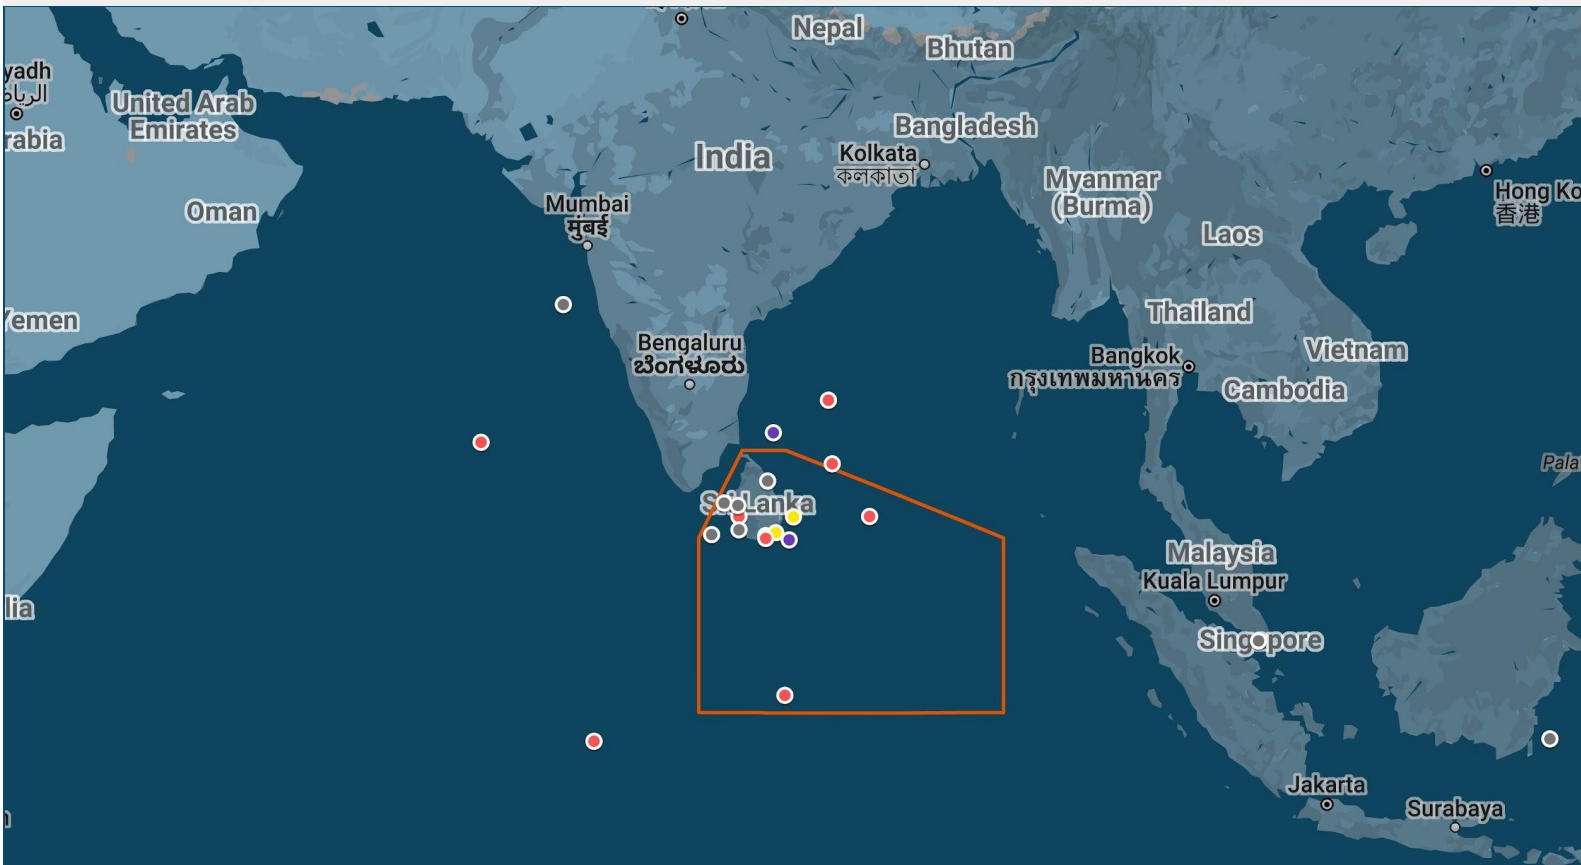 Nepal
Bhutan
yadh
الرياض
United Arab
Emirates
rabia
Bangladesh
India
Kolkata
কলকাতা
Myanmar
(Burma)
Hong Ko
香港
Mumbai
मुंबई
Oman
Laos
Yemen
Thailand
Bengaluru
ಬೆಂಗಳೂರು
Vietnam
Bangkok
กรุงเทพมหานคร
Cambodia
Pala
Sri Lanka
Malaysia
Kuala Lumpur
lia
Singapore
Jakarta
Surabaya